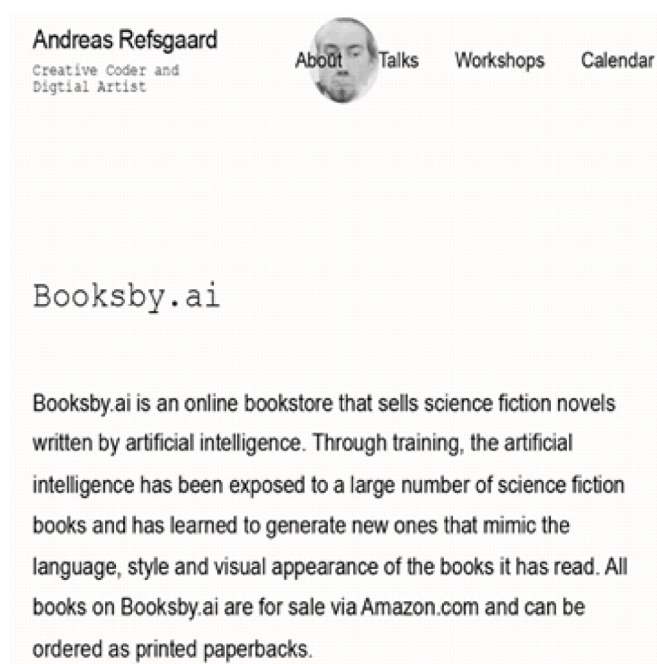 Andreas Refsgaard
Creative Coder and
Digtial Artist
About
Talks
Workshops
Calendar
Booksby.ai
Booksby.ai is an online bookstore that sells science fiction novels
written by artificial intelligence. Through training, the artificial
intelligence has been exposed to a large number of science fiction
books and has learned to generate new ones that mimic the
language, style and visual appearance of the books it has read. All
books on Booksby.ai are for sale via Amazon.com and can be
ordered as printed paperbacks.